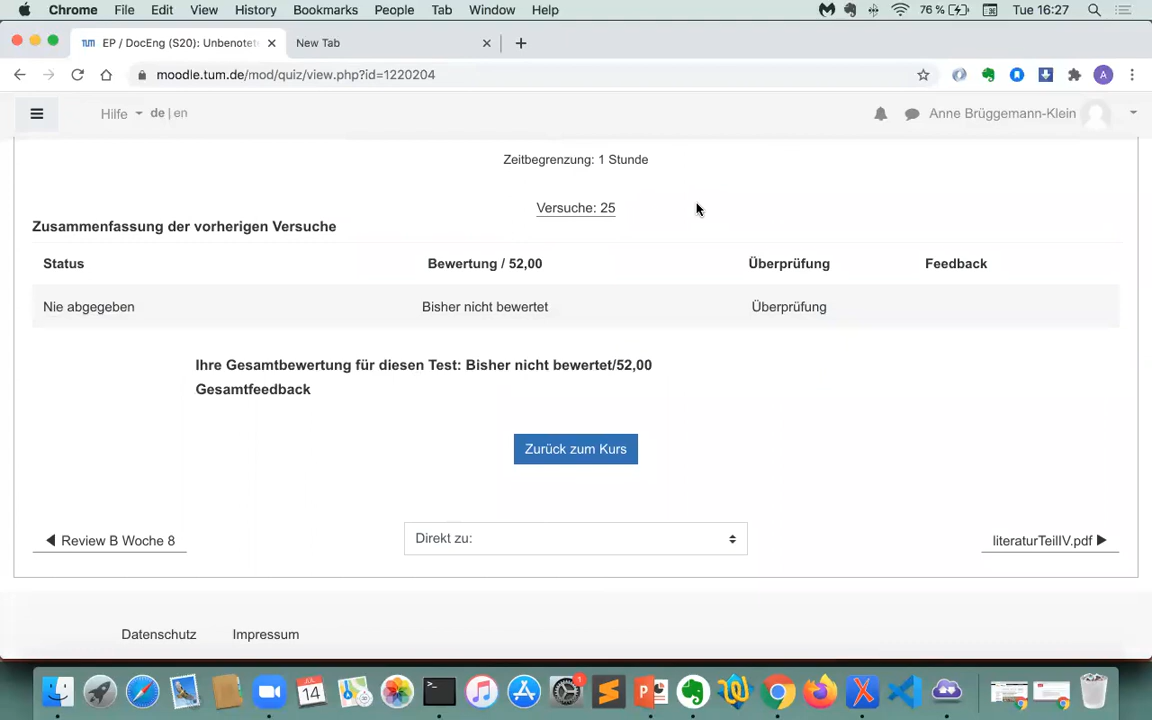 Chrome File Edit View History Bookmarks People Tab Window Help 76 % Tue 16:27
TUM EP / DocEng (S20): Unbenotet New Tab
moodle.tum.de/mod/quiz/view.php?id=1220204 A
Hilfe de | en Anne Brüggemann-Klein
Zeitbegrenzung: 1 Stunde
Versuche: 25
Zusammenfassung der vorherigen Versuche
Status Bewertung / 52,00 Überprüfung Feedback
Nie abgegeben Bisher nicht bewertet Überprüfung
Ihre Gesamtbewertung für diesen Test: Bisher nicht bewertet/52,00
Gesamtfeedback
Zurück zum Kurs
Review B Woche 8 Direkt zu: literaturTeilIV.pdf
Datenschutz Impressum
JUL 14 1